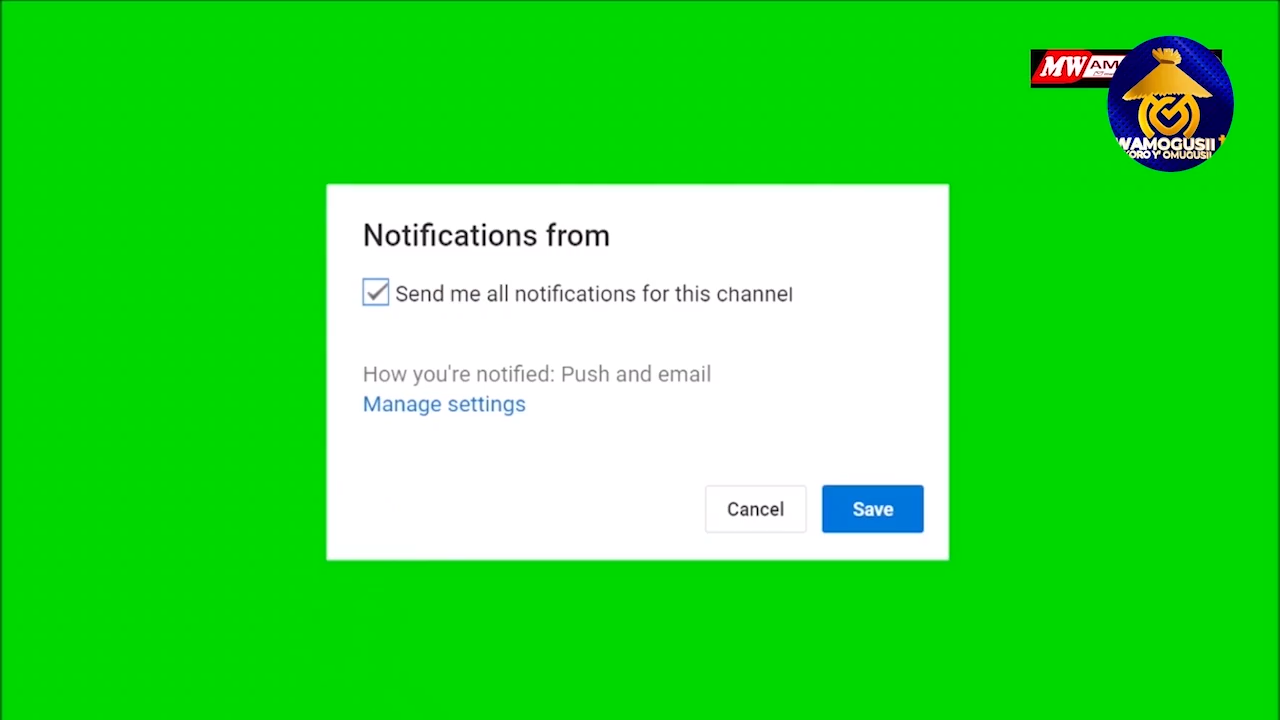 MWAM
WAMOGUSII
Notifications from
Send me all notifications for this channel
How you're notified: Push and email
Manage settings
Cancel
Save